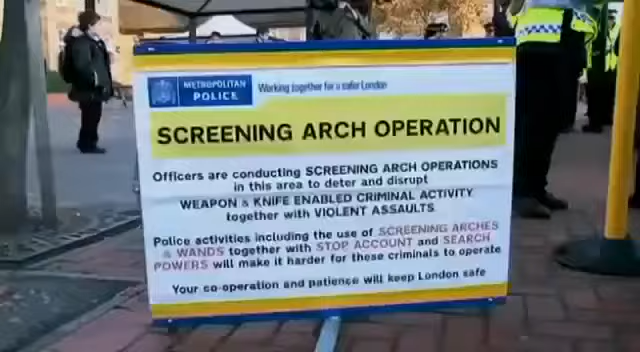 METROPOLITAN
POLICE
Working together for a safer London
SCREENING ARCH OPERATION
Officers are conducting SCREENING ARCH OPERATIONS
in this area to deter and disrupt
WEAPON & KNIFE ENABLED CRIMINAL ACTIVITY
together with VIOLENT ASSAULTS
Police activities including the use of SCREENING ARCHES
& WANDS together with STOP ACCOUNT and SEARCH
POWERS will make it harder for these criminals to operate
Your co-operation and patience will keep London safe